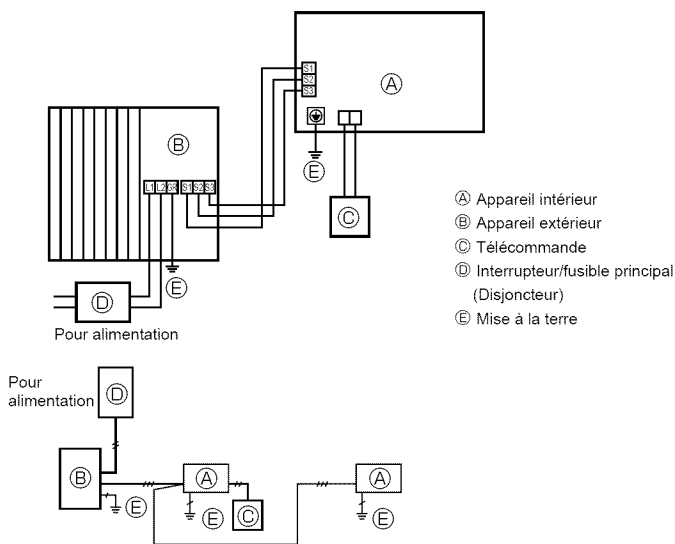 S1
S2
S3
Ⓐ
Ⓑ
L1 L2 GR S1 S2 S3
Ⓔ
Ⓒ
Ⓔ
Ⓓ
Pour alimentation
Ⓐ Appareil intérieur
Ⓑ Appareil extérieur
Ⓒ Télécommande
Ⓓ Interrupteur/fusible principal
(Disjoncteur)
Ⓔ Mise à la terre
Pour
alimentation
Ⓓ
Ⓑ
Ⓐ
Ⓐ
Ⓔ
Ⓔ
Ⓒ
Ⓔ